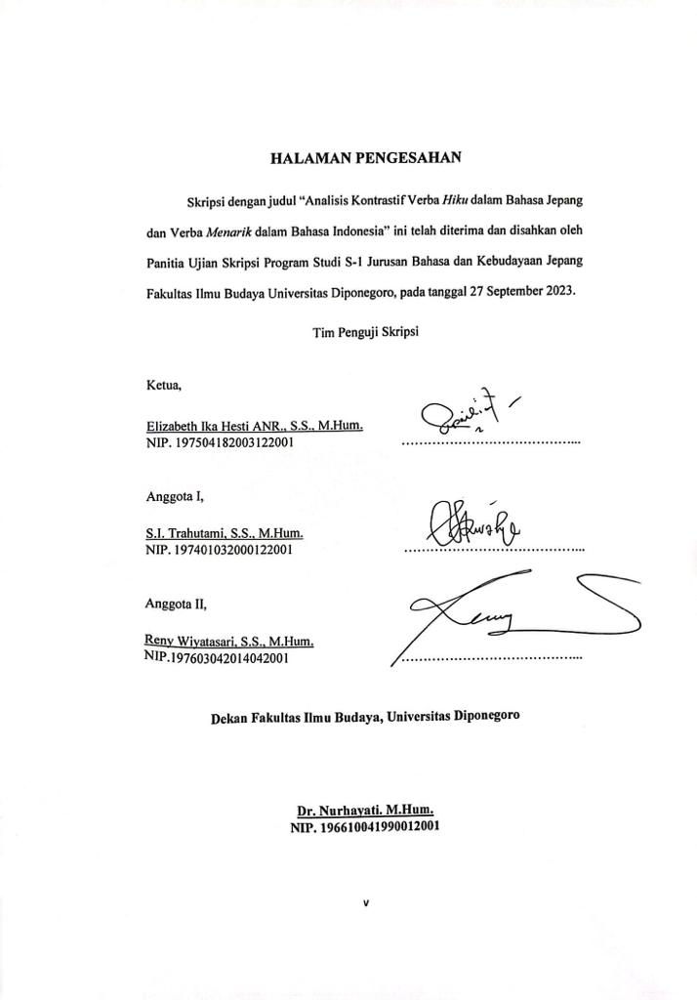 HALAMAN PENGESAHAN
Skripsi dengan judul “Analisis Kontrastif Verba Hiku dalam Bahasa Jepang
dan Verba Menarik dalam Bahasa Indonesia” ini telah diterima dan disahkan oleh
Panitia Ujian Skripsi Program Studi S-1 Jurusan Bahasa dan Kebudayaan Jepang
Fakultas Ilmu Budaya Universitas Diponegoro, pada tanggal 27 September 2023.
Tim Penguji Skripsi
Ketua,
Elizabeth Ika Hesti ANR., S.S., M.Hum.
NIP. 197504182003122001
Anggota I,
S.I. Trahutami, S.S., M.Hum.
NIP. 197401032000122001
Anggota II,
Reny Wiyatasari, S.S., M.Hum.
NIP.197603042014042001
Dekan Fakultas Ilmu Budaya, Universitas Diponegoro
Dr. Nurhayati. M.Hum.
NIP. 196610041990012001
v